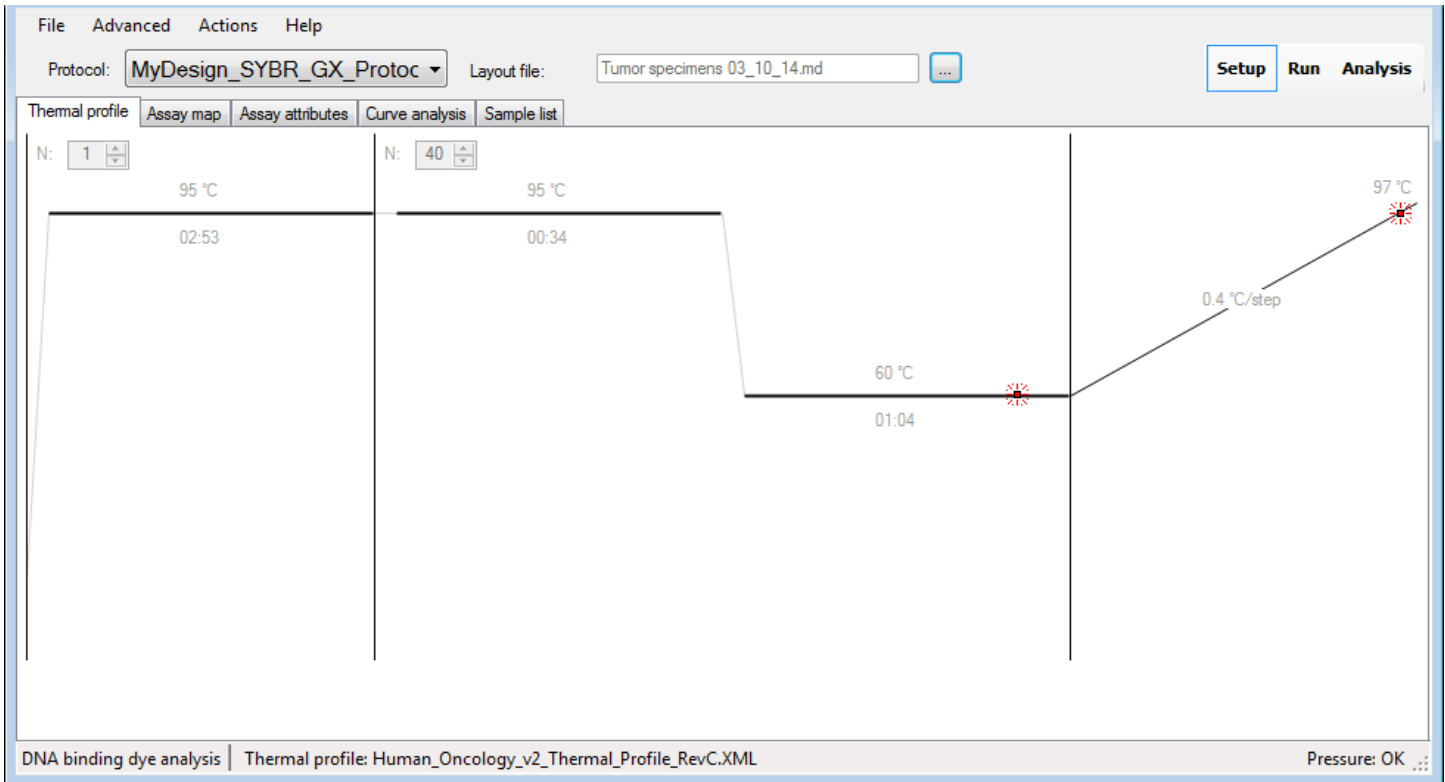 File Advanced Actions Help
Protocol: MyDesign_SYBR_GX_Protoc Layout file: Tumor specimens 03_10_14.md ... Setup Run Analysis
Thermal profile Assay map Assay attributes Curve analysis Sample list
N: 1 N: 40
95 °C 95 °C 97 °C
02:53 00:34
0.4 °C/step
60 °C
01:04
DNA binding dye analysis Thermal profile: Human_Oncology_v2_Thermal_Profile_RevC.XML Pressure: OK